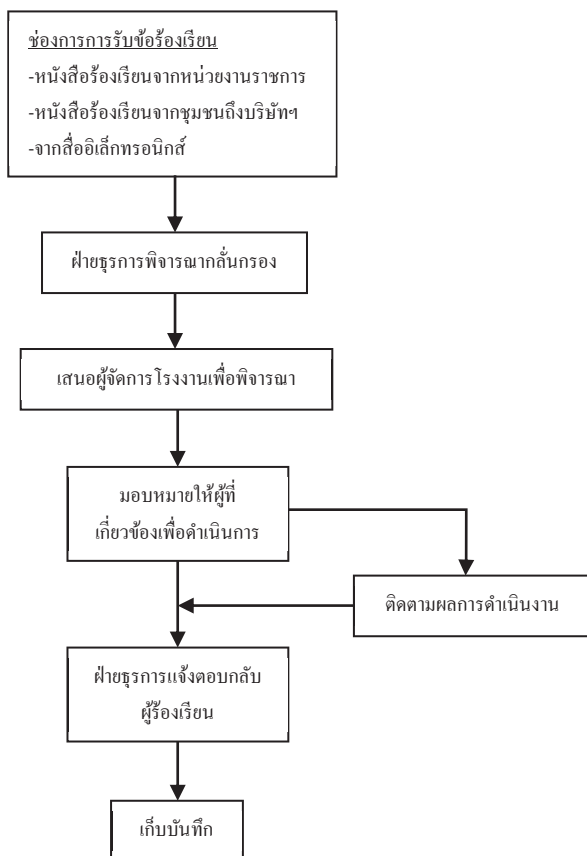 ช่องการการรับข้อร้องเรียน
-หนังสือร้องเรียนจากหน่วยงานราชการ
-หนังสือร้องเรียนจากชุมชนถึงบริษัทฯ
-จากสื่ออิเล็กทรอนิกส์
ฝ่ายธุรการพิจารณากลั่นกรอง
เสนอผู้จัดการโรงงานเพื่อพิจารณา
มอบหมายให้ผู้ที่
เกี่ยวข้องเพื่อดำเนินการ
ติดตามผลการดำเนินงาน
ฝ่ายธุรการแจ้งตอบกลับ
ผู้ร้องเรียน
เก็บบันทึก